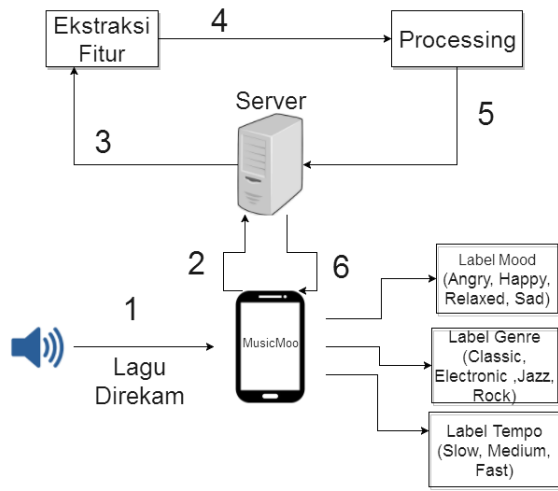 Ekstraksi
Fitur
4
Processing
Server
3
5
2
6
1
Lagu
Direkam
MusicMoo
Label Mood
(Angry, Happy,
Relaxed, Sad)
Label Genre
(Classic,
Electronic ,Jazz,
Rock)
Label Tempo
(Slow, Medium,
Fast)